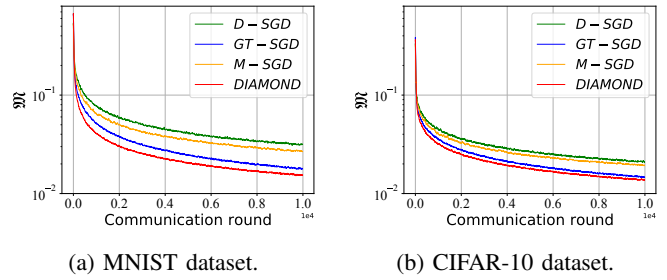 D − SGD
GT − SGD
M − SGD
DIAMOND
𝔐
10⁻¹
10⁻²
0.0 0.2 0.4 0.6 0.8 1.0
1e4
Communication round
(a) MNIST dataset.
D − SGD
GT − SGD
M − SGD
DIAMOND
𝔐
10⁻¹
10⁻²
0.0 0.2 0.4 0.6 0.8 1.0
1e4
Communication round
(b) CIFAR-10 dataset.